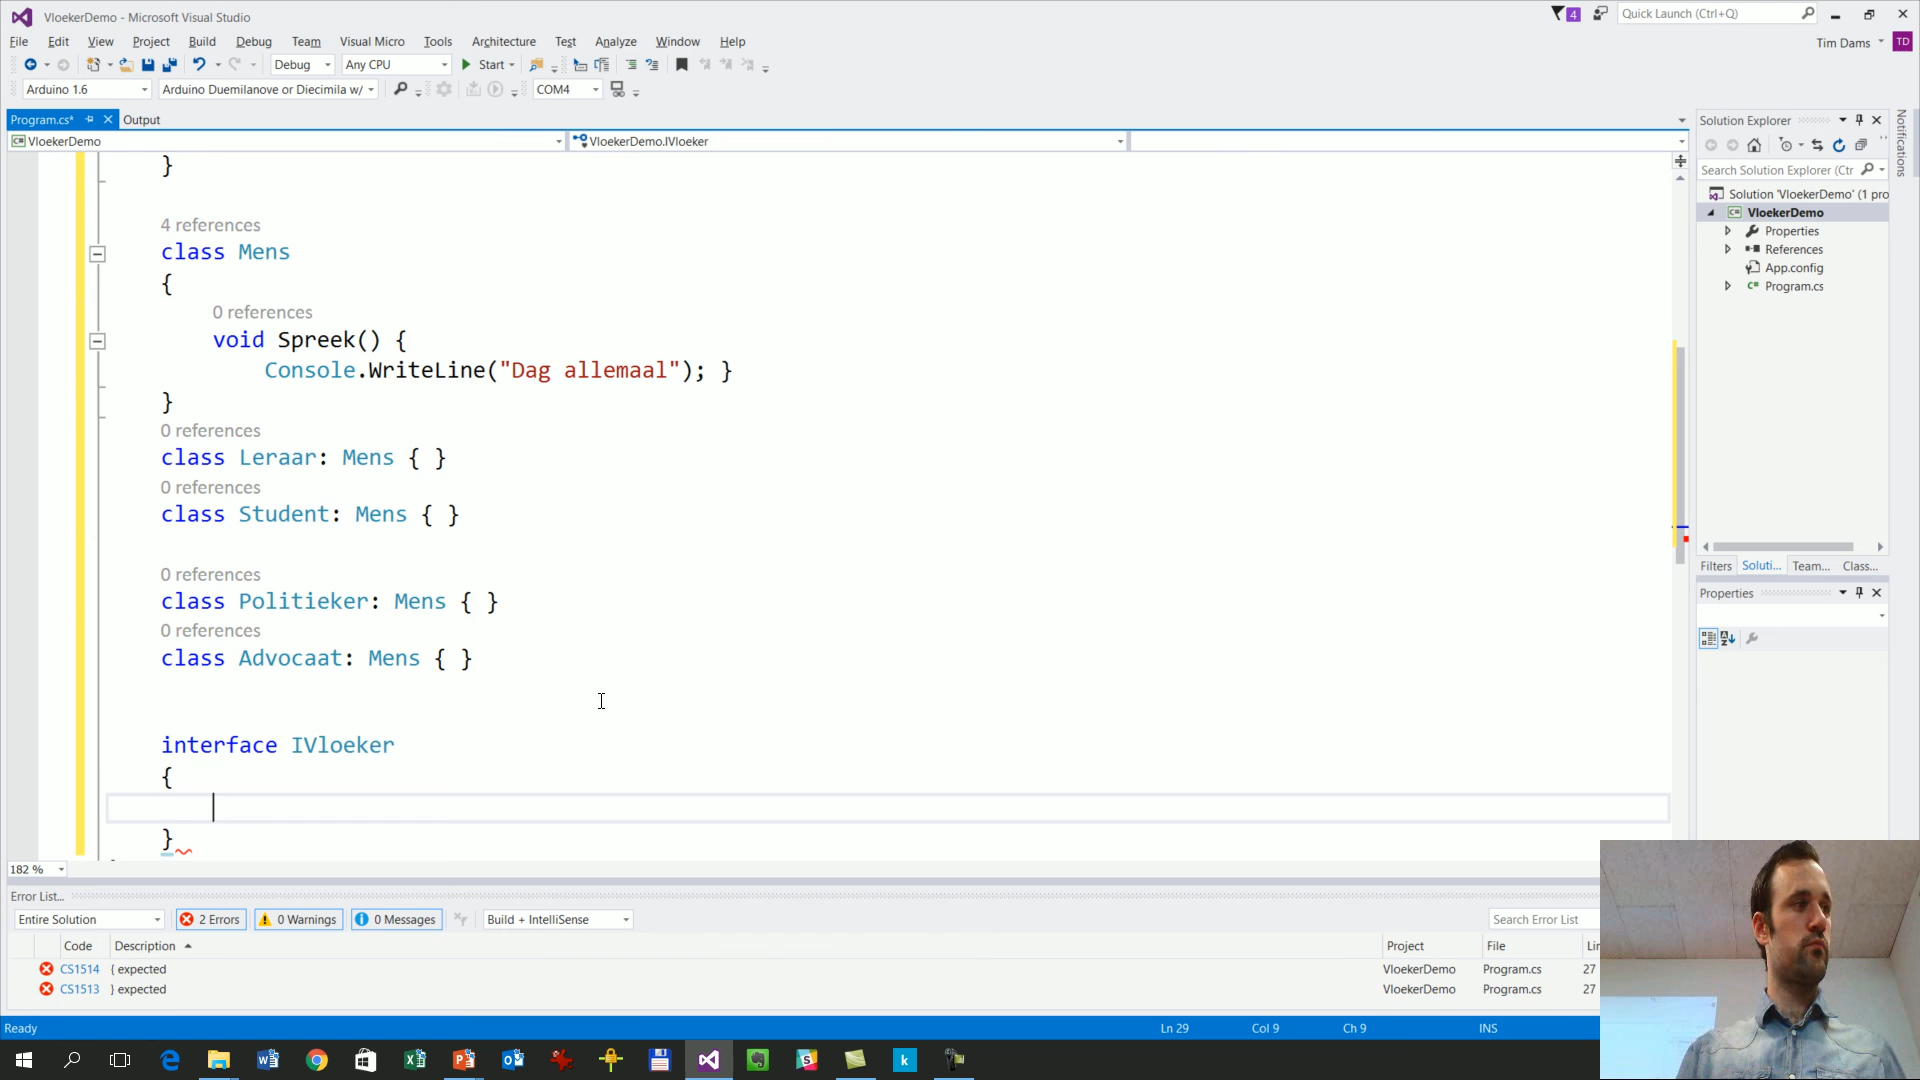 VloekerDemo - Microsoft Visual Studio
4
Quick Launch (Ctrl+Q)
File Edit View Project Build Debug Team Visual Micro Tools Architecture Test Analyze Window Help
Tim Dams TD
Debug Any CPU Start
Arduino 1.6 Arduino Duemilanove or Diecimila w/ COM4
Program.cs* Output
VloekerDemo VloekerDemo.IVloeker
}
4 references
class Mens
{
0 references
void Spreek() {
Console.WriteLine("Dag allemaal"); }
}
0 references
class Leraar: Mens { }
0 references
class Student: Mens { }
0 references
class Politieker: Mens { }
0 references
class Advocaat: Mens { }
interface IVloeker
{
}
182 %
Solution Explorer
Search Solution Explorer (Ctr
Solution 'VloekerDemo' (1 pro
VloekerDemo
Properties
References
App.config
Program.cs
Filters Soluti... Team... Class...
Properties
Notifications
Error List...
Entire Solution 2 Errors 0 Warnings 0 Messages Build + IntelliSense Search Error List
Code Description Project File Lir
CS1514 { expected VloekerDemo Program.cs 27
CS1513 } expected VloekerDemo Program.cs 27
Ready Ln 29 Col 9 Ch 9 INS